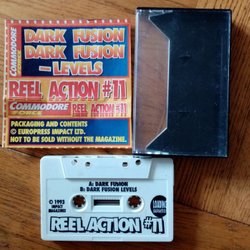 COMMODORE
DARK FUSION
DARK FUSION
- LEVELS
REEL ACTION #11
COMMODORE
FORCE
REEL ACTION #11
PACKAGING AND CONTENTS
© EUROPRESS IMPACT LTD.
NOT TO BE SOLD WITHOUT THE MAGAZINE.
A: DARK FUSION
B: DARK FUSION LEVELS
© 1993
IMPACT
MAGAZINES
REEL ACTION #11